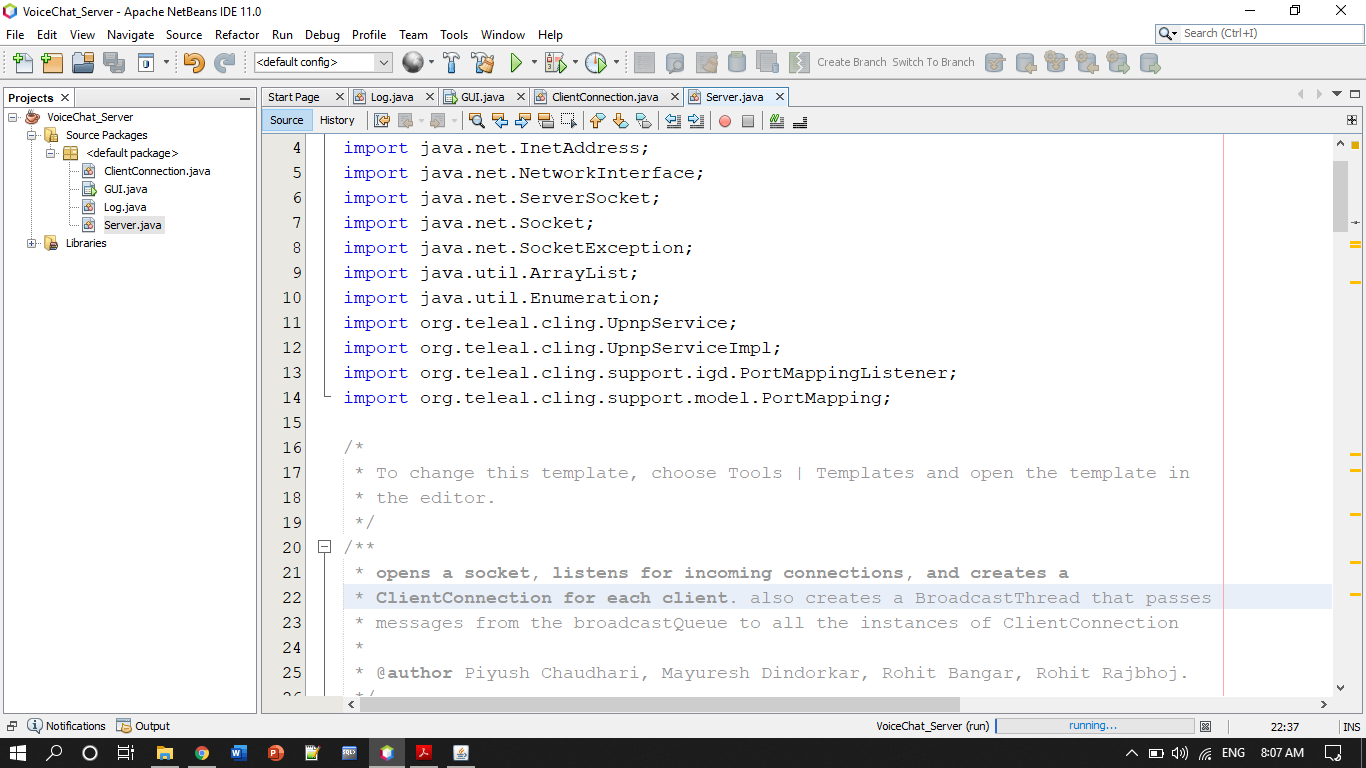 VoiceChat_Server - Apache NetBeans IDE 11.0
File Edit View Navigate Source Refactor Run Debug Profile Team Tools Window Help
Search (Ctrl+I)
<default config>
Create Branch Switch To Branch
Projects
Start Page Log.java GUI.java ClientConnection.java Server.java
VoiceChat_Server
Source Packages
<default package>
ClientConnection.java
GUI.java
Log.java
Server.java
Libraries
Source History
4 import java.net.InetAddress;
5 import java.net.NetworkInterface;
6 import java.net.ServerSocket;
7 import java.net.Socket;
8 import java.net.SocketException;
9 import java.util.ArrayList;
10 import java.util.Enumeration;
11 import org.teleal.cling.UpnpService;
12 import org.teleal.cling.UpnpServiceImpl;
13 import org.teleal.cling.support.igd.PortMappingListener;
14 import org.teleal.cling.support.model.PortMapping;
15
16 /*
17 * To change this template, choose Tools | Templates and open the template in
18 * the editor.
19 */
20 /**
21 * opens a socket, listens for incoming connections, and creates a
22 * ClientConnection for each client. also creates a BroadcastThread that passes
23 * messages from the broadcastQueue to all the instances of ClientConnection
24 *
25 * @author Piyush Chaudhari, Mayuresh Dindorkar, Rohit Bangar, Rohit Rajbhoj.
Notifications Output
VoiceChat_Server (run) running... 22:37 INS
ENG 8:07 AM